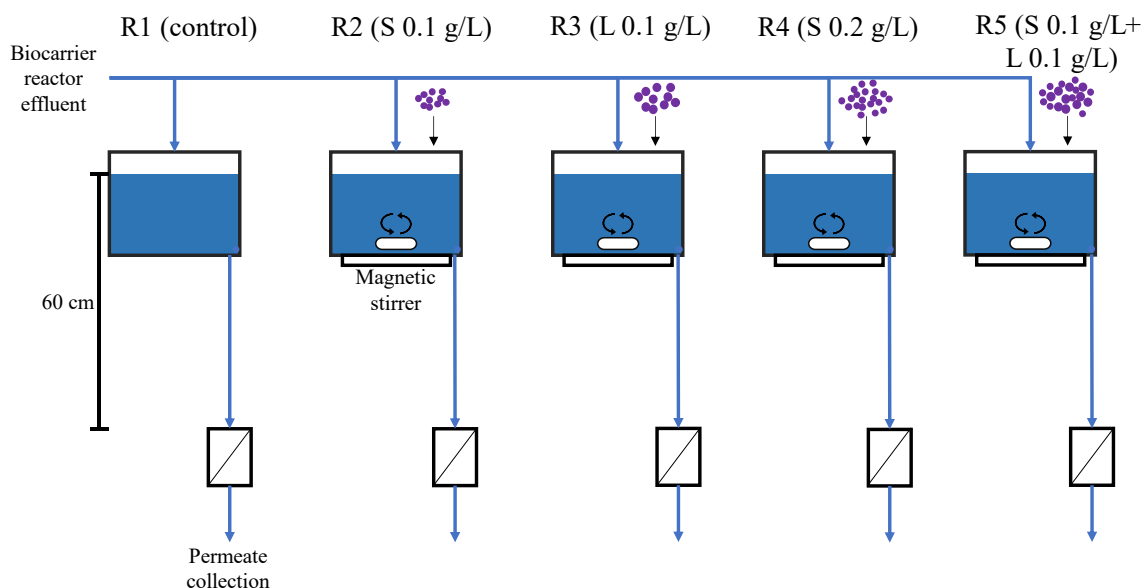 R1 (control)
R2 (S 0.1 g/L)
R3 (L 0.1 g/L)
R4 (S 0.2 g/L)
R5 (S 0.1 g/L+
L 0.1 g/L)
Biocarrier
reactor
effluent
Magnetic
stirrer
60 cm
Permeate
collection